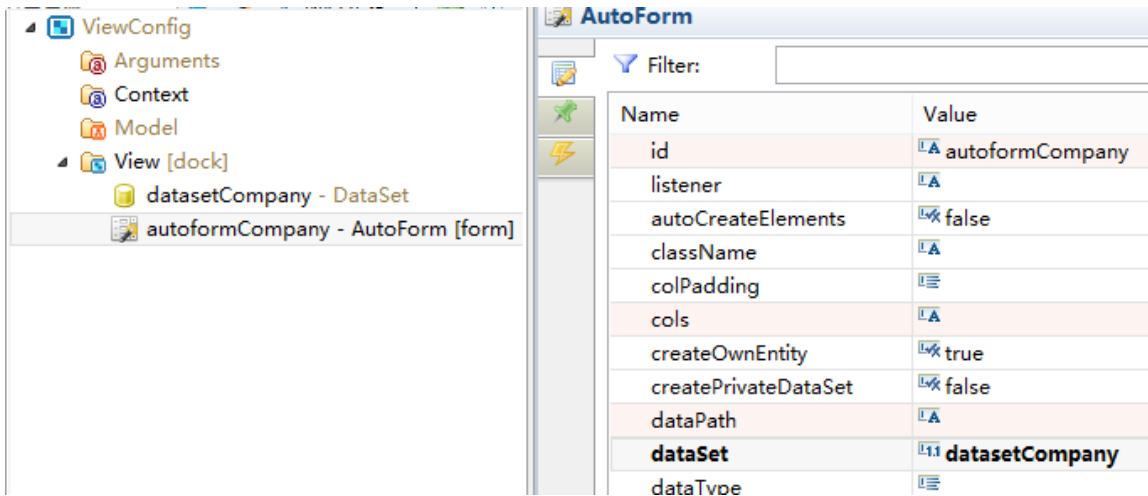 ViewConfig
Arguments
Context
Model
View [dock]
datasetCompany - DataSet
autoformCompany - AutoForm [form]
AutoForm
Filter:
Name Value
id autoformCompany
listener
autoCreateElements false
className
colPadding
cols
createOwnEntity true
createPrivateDataSet false
dataPath
dataSet datasetCompany
dataType